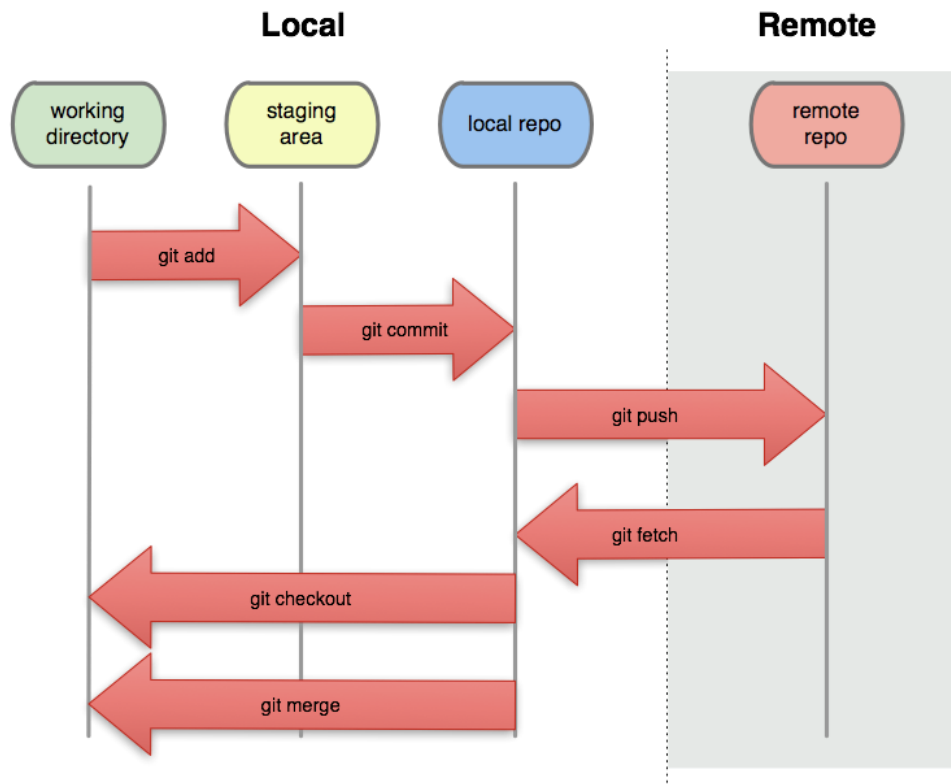 Local
Remote
working
directory
staging
area
local repo
remote
repo
git add
git commit
git push
git fetch
git checkout
git merge